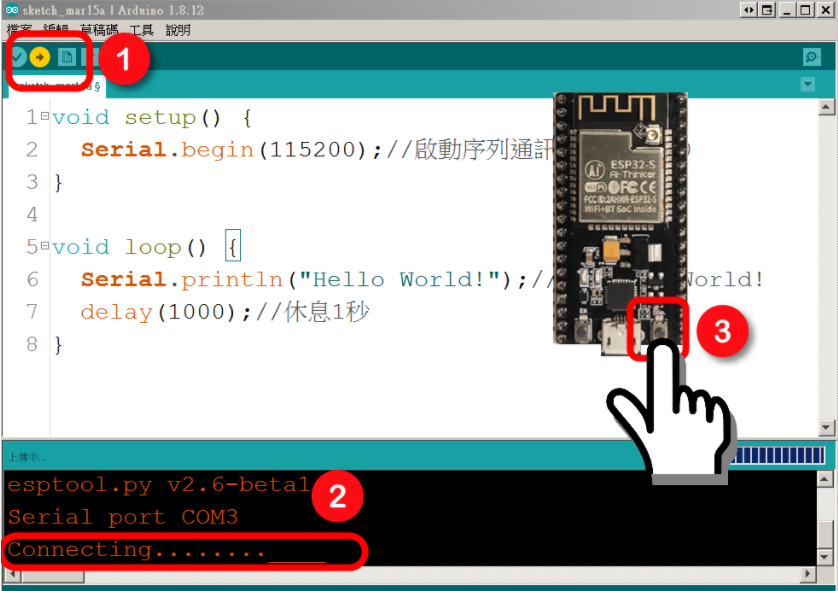 sketch_mar15a | Arduino 1.8.12
檔案 編輯 草稿碼 工具 說明
1
sketch_mar15a §
1 void setup() {
2 Serial.begin(115200);//啟動序列通訊
3 }
4
5 void loop() {
6 Serial.println("Hello World!");// World!
7 delay(1000);//休息1秒
8 }
ESP32-S
AI-Thinker
FCC ID:2AHMR-ESP32-S
WiFi+BT SoC Inside
3
上傳中...
esptool.py v2.6-beta1
2
Serial port COM3
Connecting........____